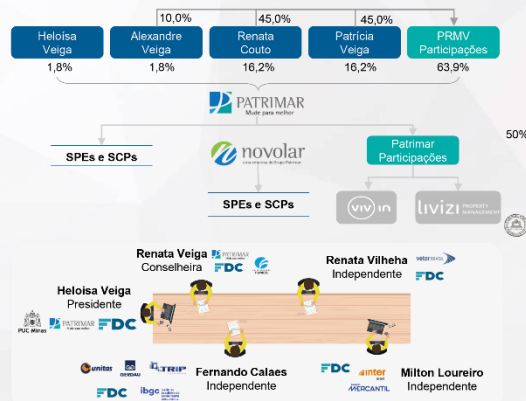 10,0%
45,0%
45,0%
Heloísa
Veiga
Alexandre
Veiga
Renata
Couto
Patrícia
Veiga
PRMV
Participações
1,8%
1,8%
16,2%
16,2%
63,9%
PATRIMAR
Mude para melhor
50%
SPEs e SCPs
novolar
Patrimar
Participações
SPEs e SCPs
viv in
Livizi PROPERTY
MANAGEMENT
Renata Veiga
Conselheira
PATRIMAR
FDC
Renata Vilheha
Independente
FDC
Heloísa Veiga
Presidente
PUC Minas
PATRIMAR
FDC
unitas
GERDAU
TRIP
FDC
ibgc
Fernando Calaes
Independente
FDC
inter
MERCANTIL
Milton Loureiro
Independente